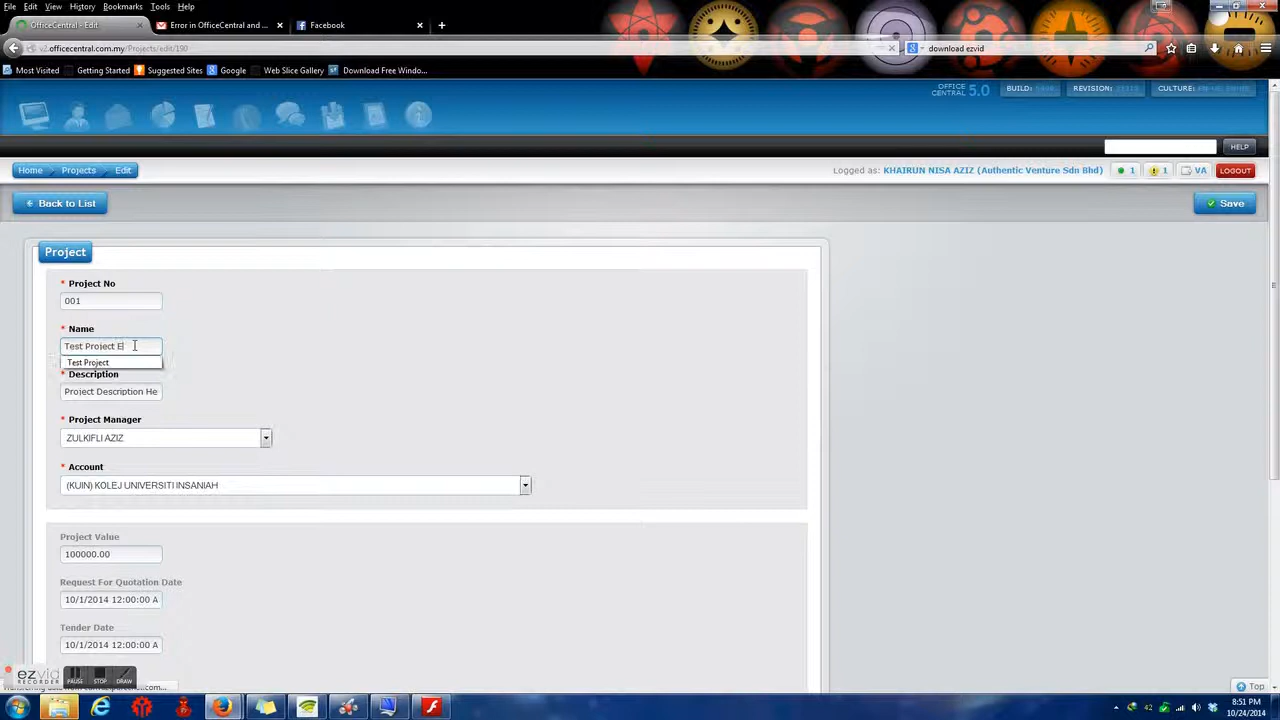 File Edit View History Bookmarks Tools Help
OfficeCentral - Edit
Error in OfficeCentral and ...
Facebook
v2.officecentral.com.my/Projects/edit/190
download ezvid
Most Visited Getting Started Suggested Sites Google Web Slice Gallery Download Free Windo...
OFFICE CENTRAL 5.0 BUILD: REVISION: CULTURE:
HELP
Home Projects Edit
Logged as: KHAIRUN NISA AZIZ (Authentic Venture Sdn Bhd) 1 1 VA LOGOUT
Back to List
Save
Project
* Project No
001
* Name
Test Project E
Test Project
* Description
Project Description He
* Project Manager
ZULKIFLI AZIZ
* Account
(KUIN) KOLEJ UNIVERSITI INSANIAH
Project Value
100000.00
Request For Quotation Date
10/1/2014 12:00:00 A
Tender Date
10/1/2014 12:00:00 A
ezvid
RECORDER
PAUSE STOP DRAW
Top
42
8:51 PM
10/24/2014